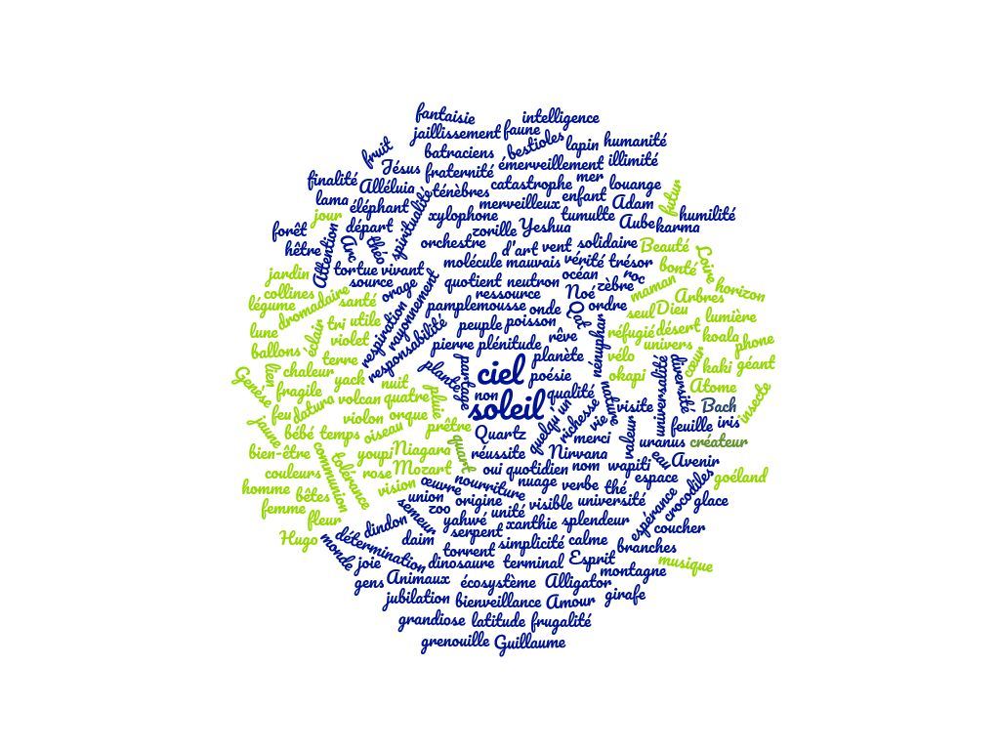 fantaisie
intelligence
jaillissement
faune
fruit
batraciens
bestioles
lapin
humanité
Jésus
fraternité
émerveillement
illimité
finalité
Alléluia
ténèbres
catastrophe
mer
louange
lama
éléphant
spiritualité
merveilleux
enfant
Adam
futur
jour
xylophone
tumulte
humilité
forêt
départ
zorille
Yeshua
Aube
karma
hêtre
Attention
Arc
théo
orchestre
d'art
vent
solidaire
Beauté
Loire
tortue
vivant
molécule
mauvais
vérité
trésor
bonté
jardin
source
quotient
neutron
océan
roc
collines
dromadaire
santé
orage
ressource
Noé
zèbre
maman
Arbres
horizon
légume
respiration
rayonnement
pamplemousse
onde
Qof
ordre
seul
Dieu
lune
éclair
tri
utile
responsabilité
peuple
poisson
nénuphar
réfugié
désert
lumière
ballons
violet
pierre
plénitude
rêve
univers
koala
phone
terre
planète
vélo
Genèse
lien
chaleur
yack
plantes
partage
ciel
poésie
okapi
universalité
diversité
cœur
kaki
géant
fragile
nuit
non
soleil
qualité
nature
Atome
feu
datura
volcan
quatre
pluie
quelqu'un
richesse
visite
Bach
insecte
jaune
violon
orque
vie
feuille
iris
bébé
temps
oiseau
prêtre
Quartz
merci
valeur
uranus
créateur
bien-être
communion
tolérance
youpi
Niagara
quart
réussite
Nirvana
eau
Avenir
couleurs
rose
Mozart
oui
quotidien
nom
wapiti
espace
crocodiles
goéland
homme
bêtes
vision
œuvre
nourriture
nuage
verbe
thé
espérance
femme
semeur
union
origine
visible
université
glace
fleur
zoo
unité
Hugo
monde
détermination
dindon
yahwé
xanthie
splendeur
coucher
daim
serpent
simplicité
calme
branches
joie
torrent
dinosaure
terminal
Esprit
montagne
musique
gens
Animaux
écosystème
Alligator
girafe
jubilation
bienveillance
Amour
grandiose
latitude
frugalité
grenouille
Guillaume